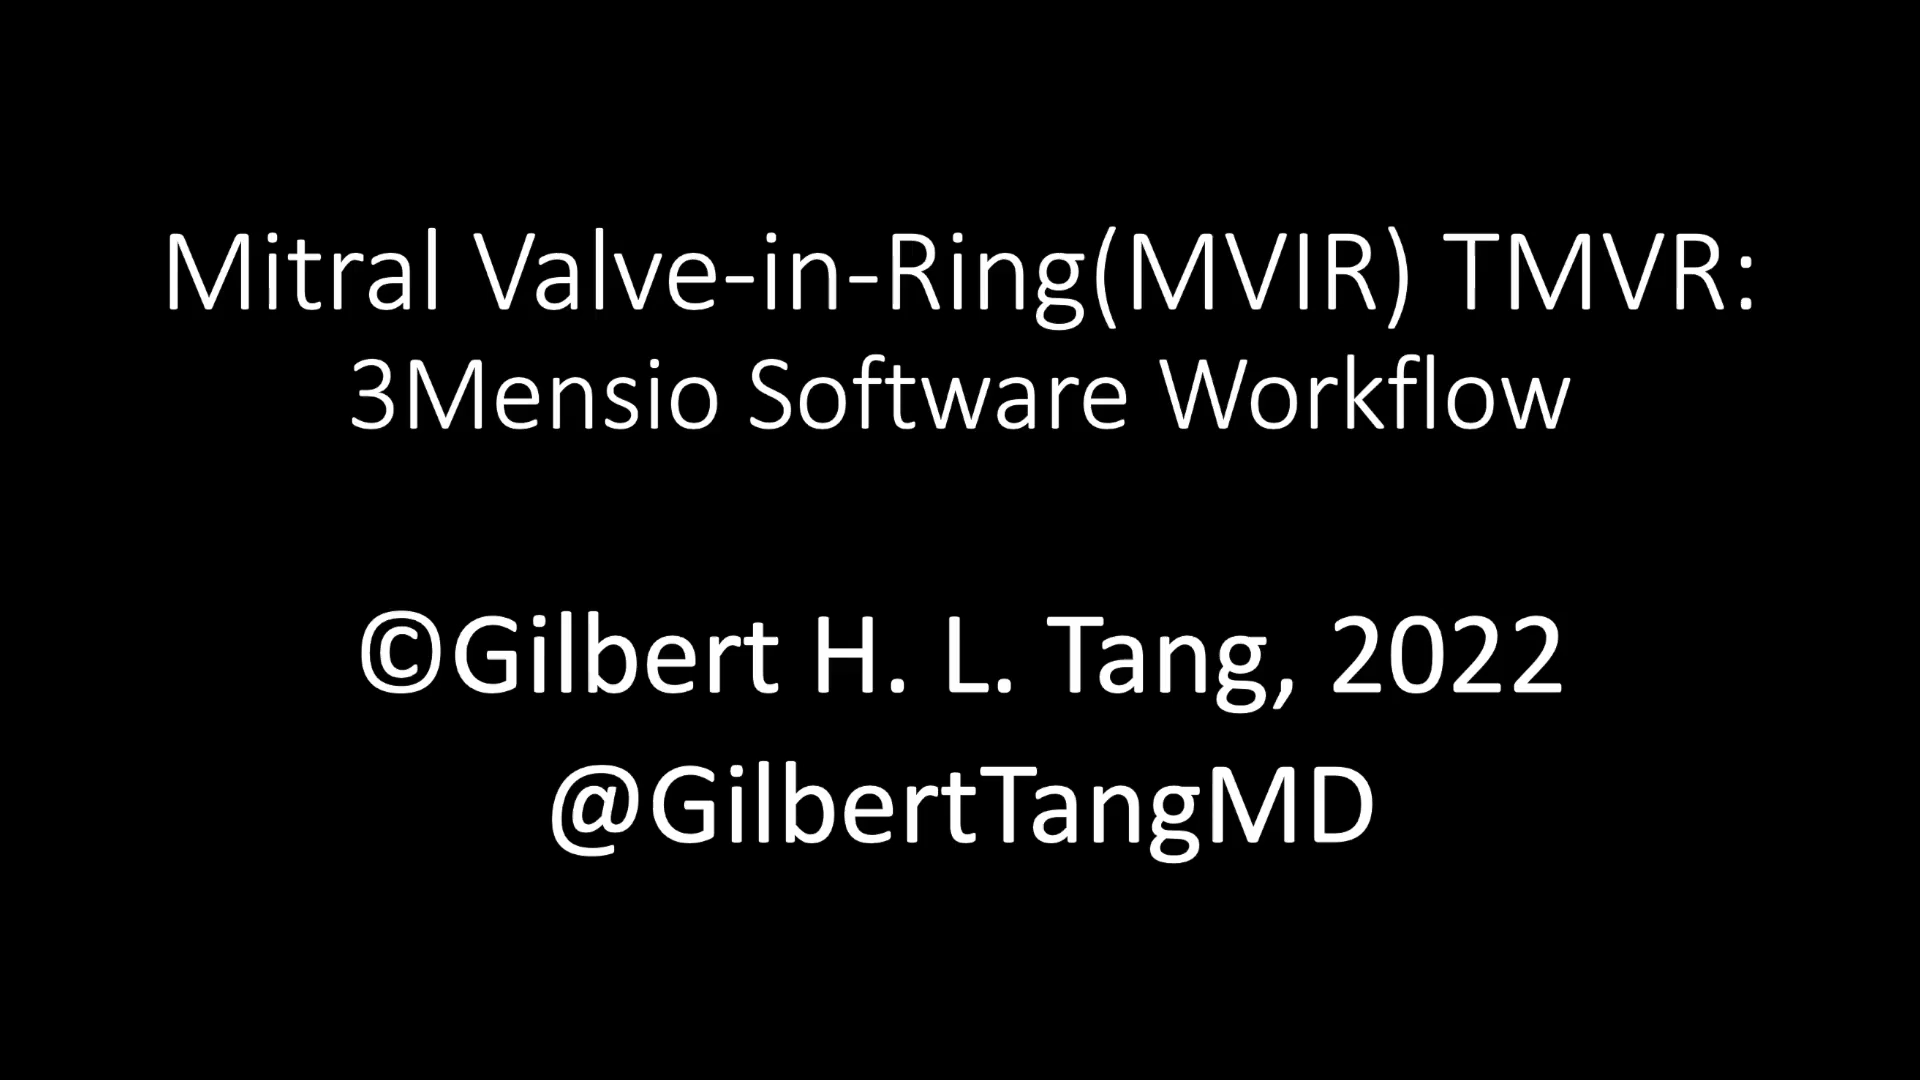 Mitral Valve-in-Ring(MVIR) TMVR:
3Mensio Software Workflow
©Gilbert H. L. Tang, 2022
@GilbertTangMD